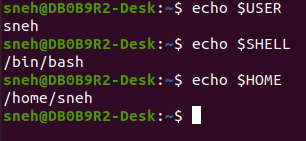 sneh@DB0B9R2-Desk:~$ echo $USER
sneh
sneh@DB0B9R2-Desk:~$ echo $SHELL
/bin/bash
sneh@DB0B9R2-Desk:~$ echo $HOME
/home/sneh
sneh@DB0B9R2-Desk:~$